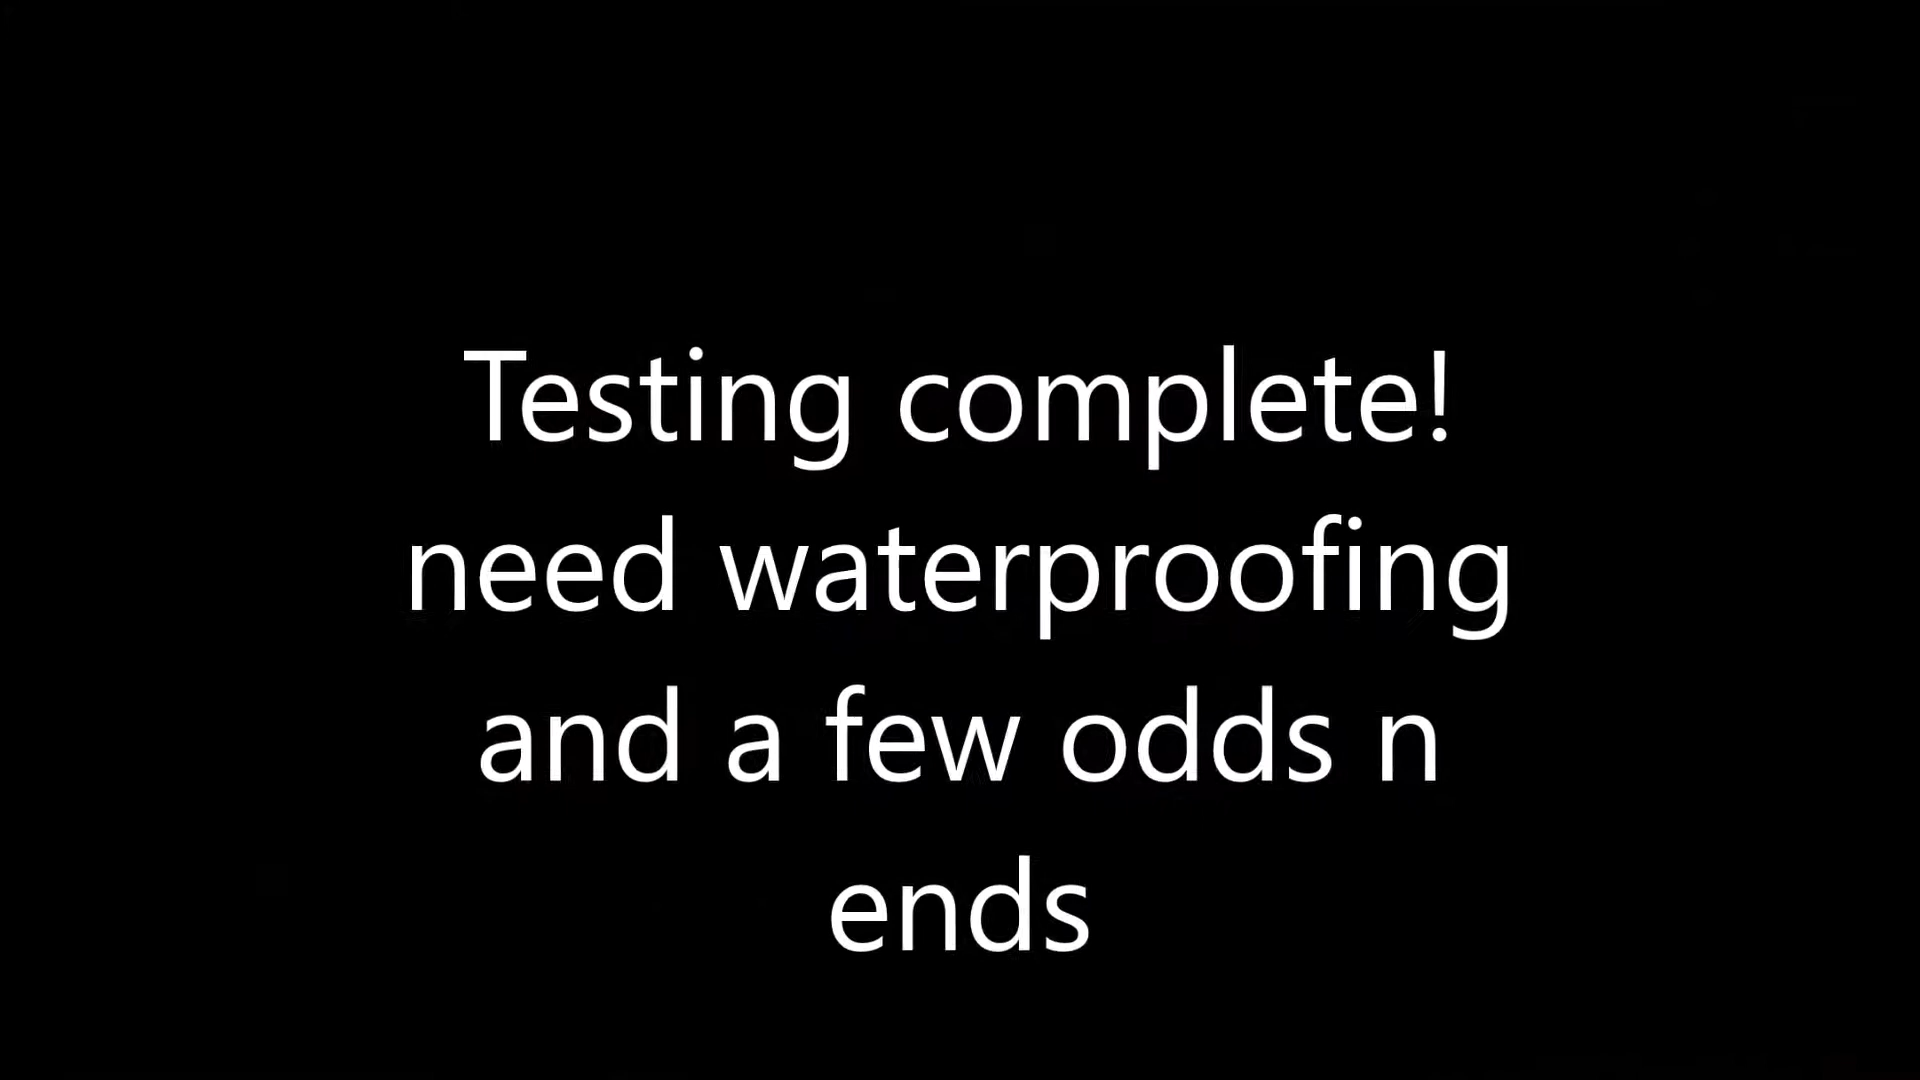 Testing complete!
need waterproofing
and a few odds n
ends